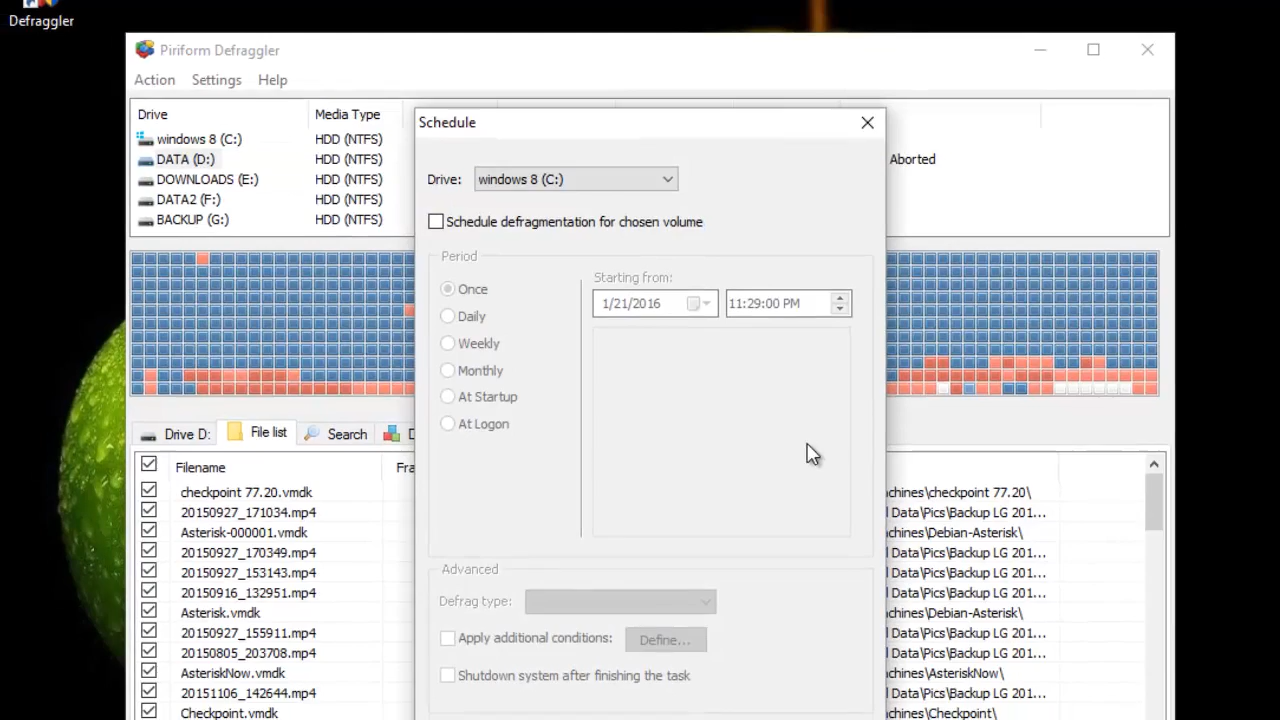 Defraggler
Piriform Defraggler
Action Settings Help
Drive Media Type
windows 8 (C:) HDD (NTFS)
DATA (D:) HDD (NTFS) Aborted
DOWNLOADS (E:) HDD (NTFS)
DATA2 (F:) HDD (NTFS)
BACKUP (G:) HDD (NTFS)
Schedule
Drive: windows 8 (C:)
Schedule defragmentation for chosen volume
Period
Once
Daily
Weekly
Monthly
At Startup
At Logon
Starting from:
1/21/2016 11:29:00 PM
Advanced
Defrag type:
Apply additional conditions: Define...
Shutdown system after finishing the task
Drive D: File list Search D
Filename Fra
checkpoint 77.20.vmdk chines\checkpoint 77.20\
20150927_171034.mp4 l Data\Pics\Backup LG 201...
Asterisk-000001.vmdk chines\Debian-Asterisk\
20150927_170349.mp4 l Data\Pics\Backup LG 201...
20150927_153143.mp4 l Data\Pics\Backup LG 201...
20150916_132951.mp4 l Data\Pics\Backup LG 201...
Asterisk.vmdk chines\Debian-Asterisk\
20150927_155911.mp4 l Data\Pics\Backup LG 201...
20150805_203708.mp4 l Data\Pics\Backup LG 201...
AsteriskNow.vmdk chines\AsteriskNow\
20151106_142644.mp4 l Data\Pics\Backup LG 201...
Checkpoint.vmdk chines\Checkpoint\